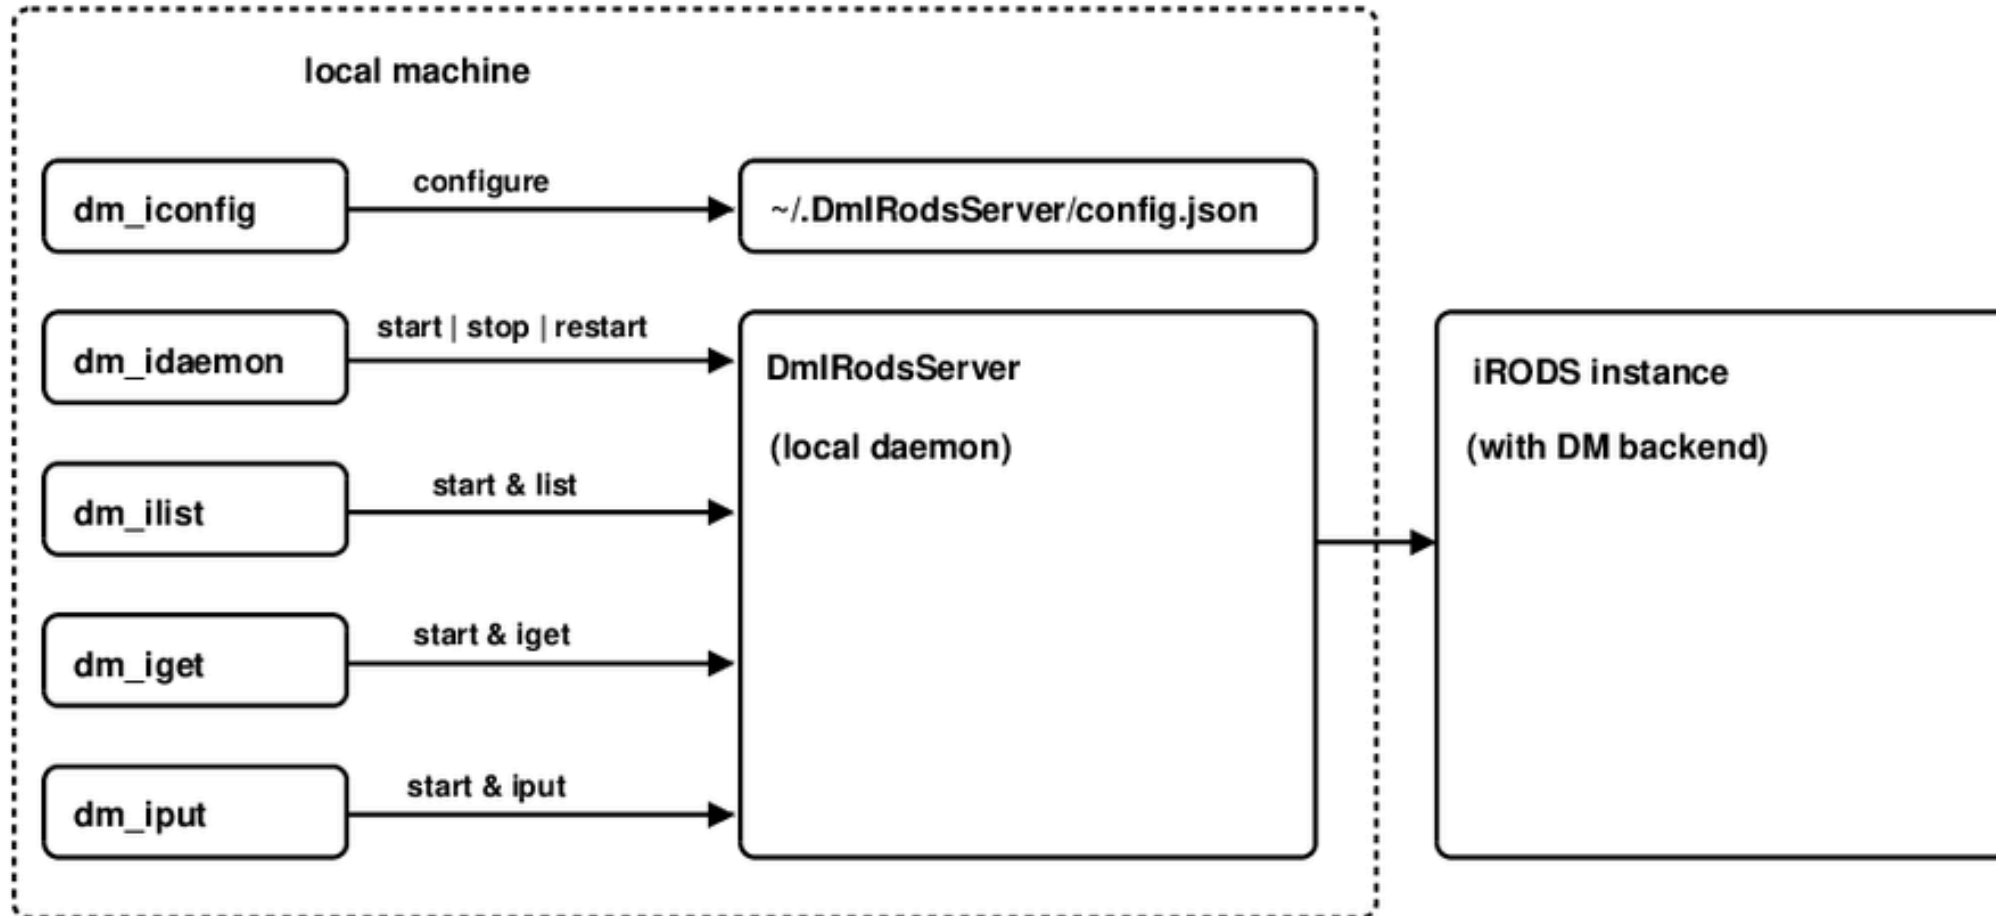 local machine
dm_iconfig
configure
~/.DmIRodsServer/config.json
dm_idaemon
start | stop | restart
DmIRodsServer
(local daemon)
iRODS instance
(with DM backend)
dm_ilist
start & list
dm_iget
start & iget
dm_iput
start & iput